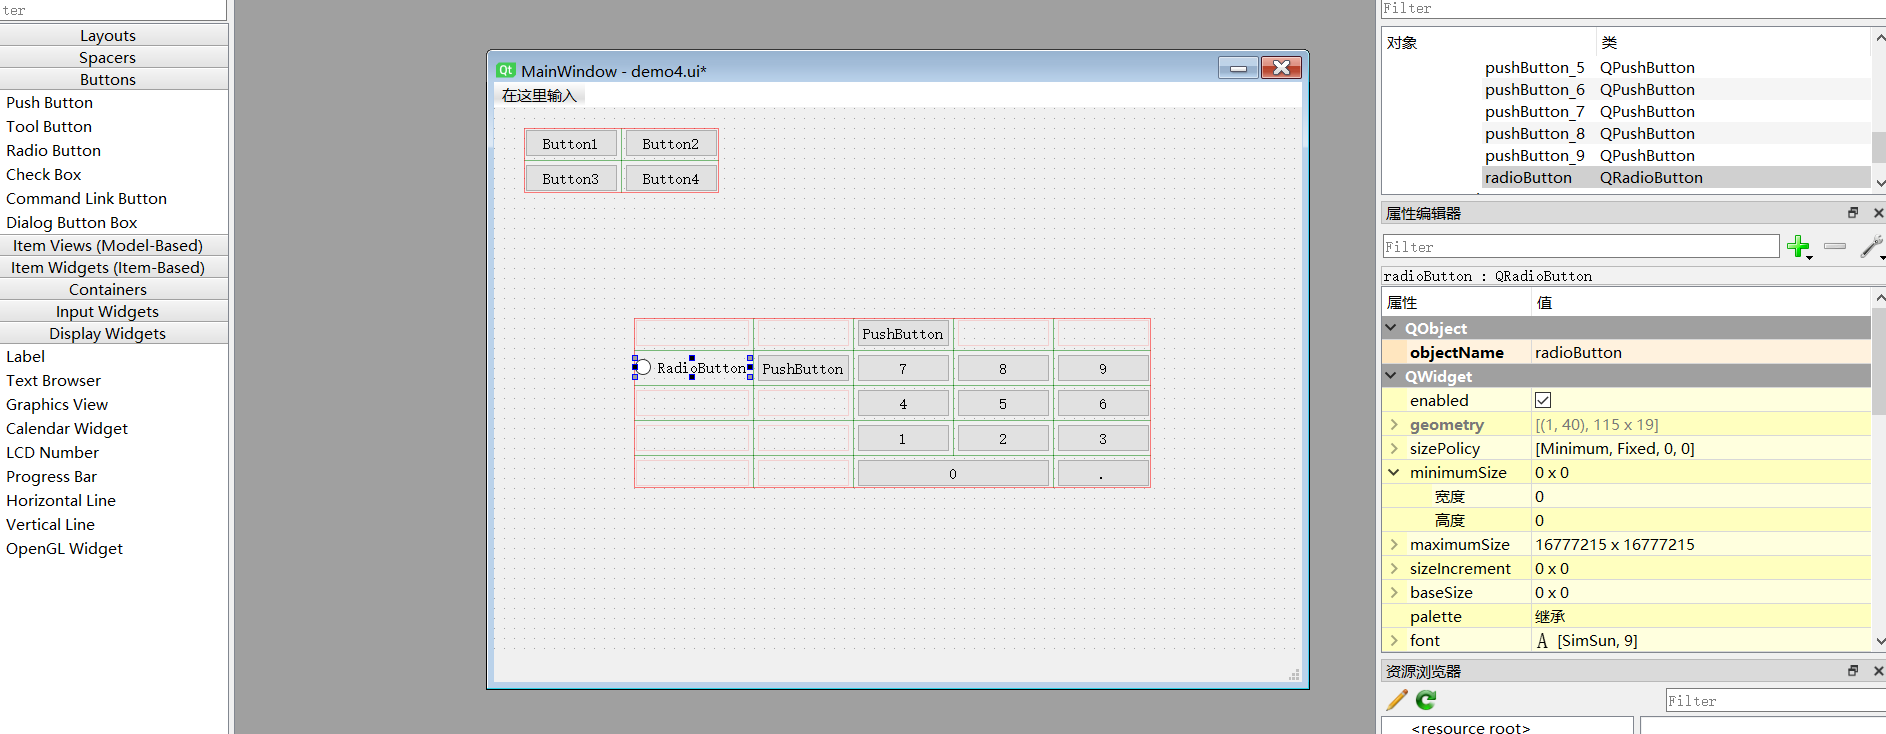 ter
Layouts
Spacers
Buttons
Push Button
Tool Button
Radio Button
Check Box
Command Link Button
Dialog Button Box
Item Views (Model-Based)
Item Widgets (Item-Based)
Containers
Input Widgets
Display Widgets
Label
Text Browser
Graphics View
Calendar Widget
LCD Number
Progress Bar
Horizontal Line
Vertical Line
OpenGL Widget
Qt MainWindow - demo4.ui*
在这里输入
Button1 Button2
Button3 Button4
PushButton
RadioButton PushButton 7 8 9
4 5 6
1 2 3
0 .
Filter
对象 类
pushButton_5 QPushButton
pushButton_6 QPushButton
pushButton_7 QPushButton
pushButton_8 QPushButton
pushButton_9 QPushButton
radioButton QRadioButton
属性编辑器
Filter
radioButton : QRadioButton
属性 值
QObject
objectName radioButton
QWidget
enabled
geometry [(1, 40), 115 x 19]
sizePolicy [Minimum, Fixed, 0, 0]
minimumSize 0 x 0
宽度 0
高度 0
maximumSize 16777215 x 16777215
sizeIncrement 0 x 0
baseSize 0 x 0
palette 继承
font A [SimSun, 9]
资源浏览器
Filter
<resource root>